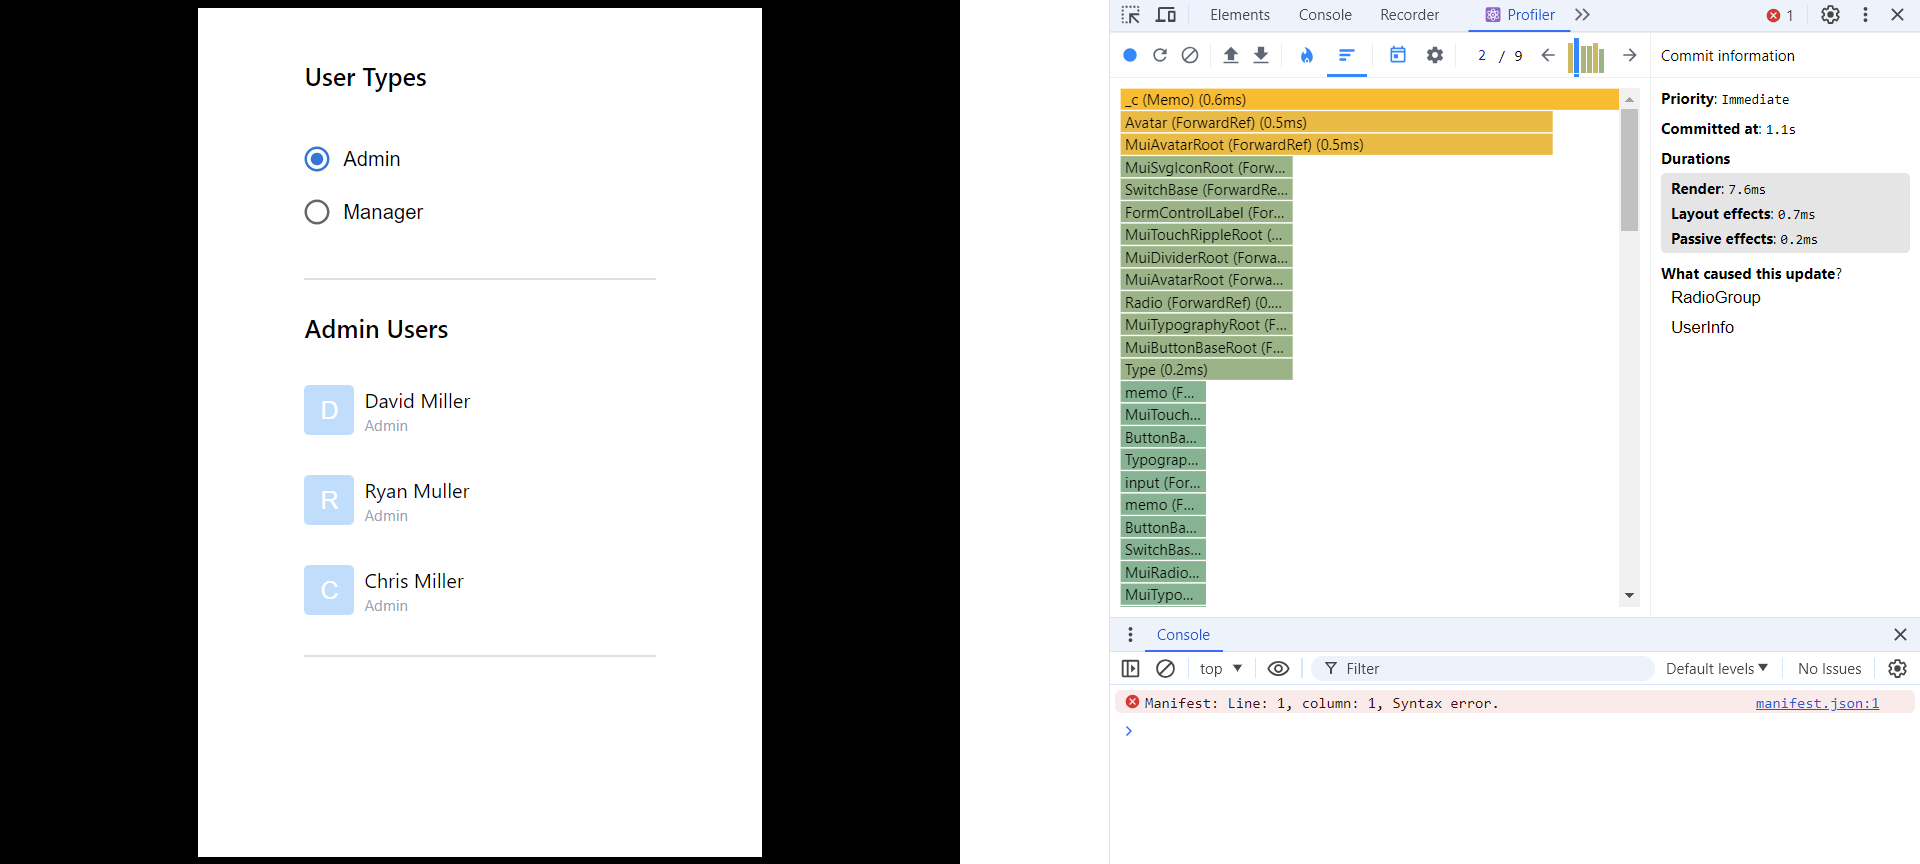 User Types
Admin
Manager
Admin Users
D
David Miller
Admin
R
Ryan Muller
Admin
C
Chris Miller
Admin
Elements Console Recorder Profiler 1
2 / 9
Commit information
_c (Memo) (0.6ms)
Avatar (ForwardRef) (0.5ms)
MuiAvatarRoot (ForwardRef) (0.5ms)
MuiSvgIconRoot (Forw...
SwitchBase (ForwardRe...
FormControlLabel (For...
MuiTouchRippleRoot (...
MuiDividerRoot (Forwa...
MuiAvatarRoot (Forwa...
Radio (ForwardRef) (0....
MuiTypographyRoot (F...
MuiButtonBaseRoot (F...
Type (0.2ms)
memo (F...
MuiTouch...
ButtonBa...
Typograp...
input (For...
memo (F...
ButtonBa...
SwitchBas...
MuiRadio...
MuiTypo...
Priority: Immediate
Committed at: 1.1s
Durations
Render: 7.6ms
Layout effects: 0.7ms
Passive effects: 0.2ms
What caused this update?
RadioGroup
UserInfo
Console
top Filter Default levels No Issues
Manifest: Line: 1, column: 1, Syntax error. manifest.json:1